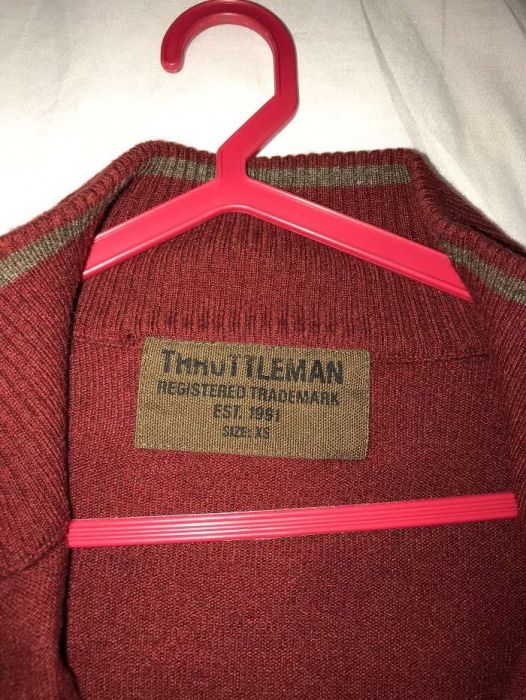 THROTTLEMAN
REGISTERED TRADEMARK
EST. 1991
SIZE: XS